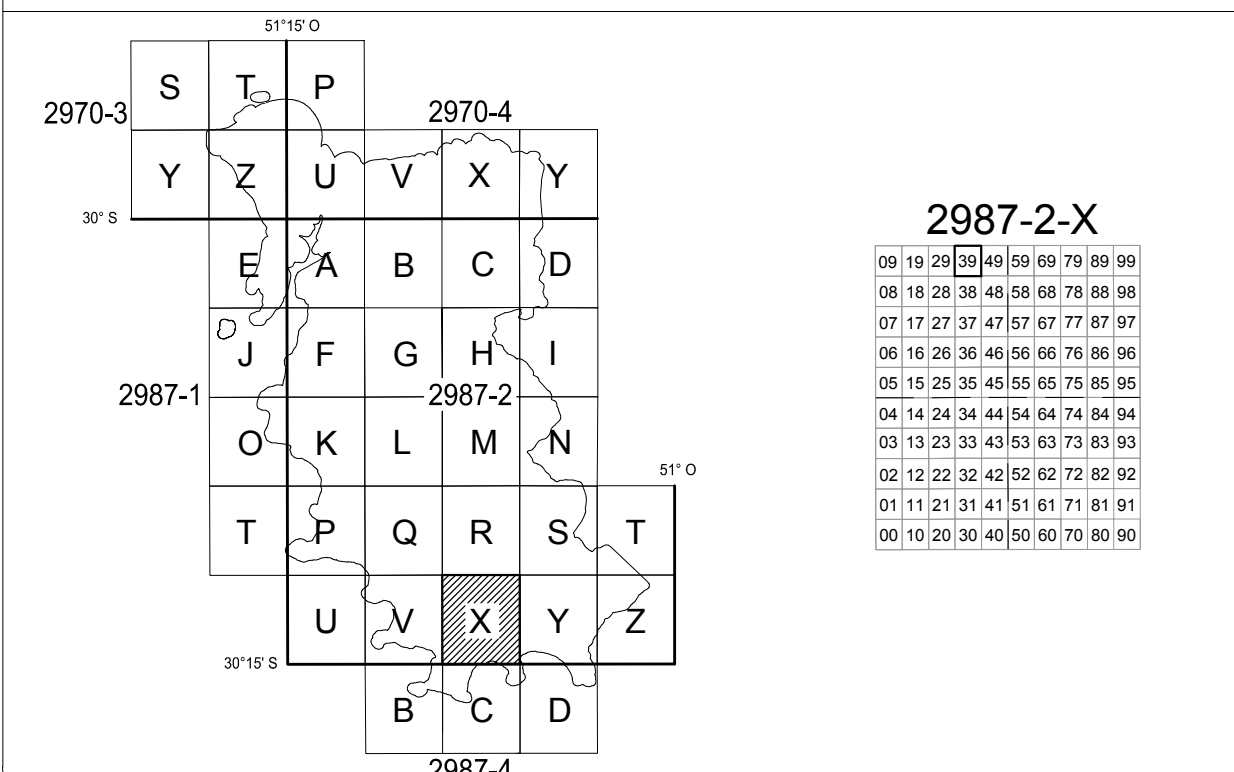 51°15' O
S T P
2970-3
2970-4
Y Z U V X Y
30° S
E A B C D
J F G H I
2987-1
2987-2
O K L M N
51° O
T P Q R S T
U V X Y Z
30°15' S
B C D
2987-4
2987-2-X
09 19 29 39 49 59 69 79 89 99
08 18 28 38 48 58 68 78 88 98
07 17 27 37 47 57 67 77 87 97
06 16 26 36 46 56 66 76 86 96
05 15 25 35 45 55 65 75 85 95
04 14 24 34 44 54 64 74 84 94
03 13 23 33 43 53 63 73 83 93
02 12 22 32 42 52 62 72 82 92
01 11 21 31 41 51 61 71 81 91
00 10 20 30 40 50 60 70 80 90